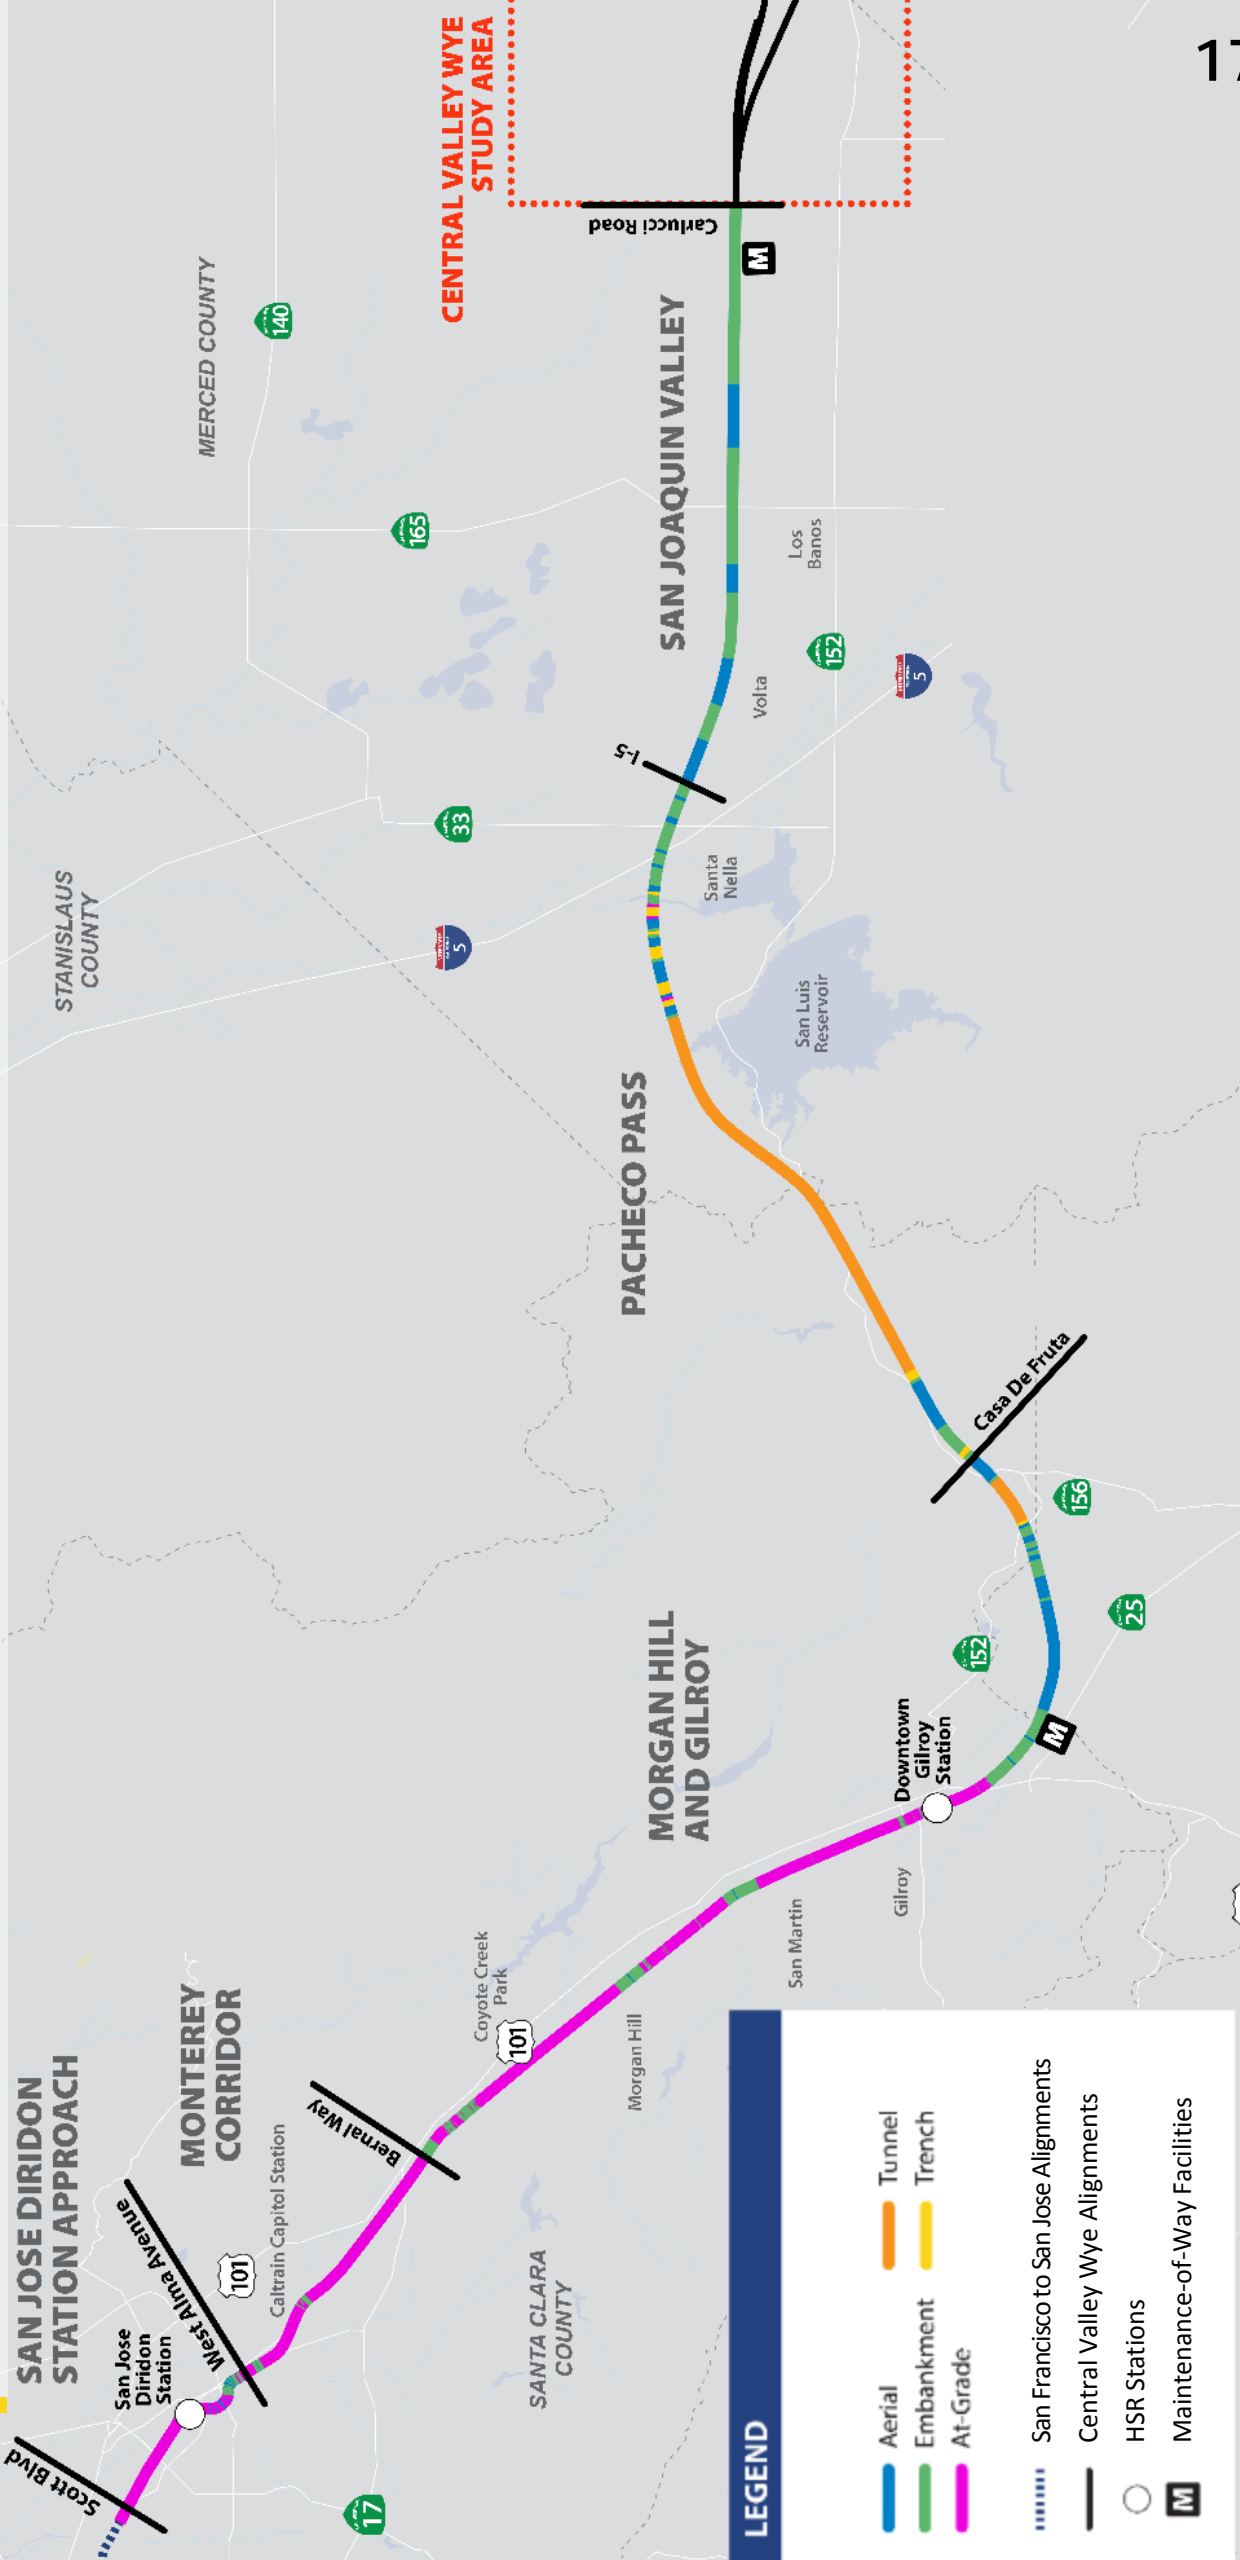 SAN JOSE DIRIDON
STATION APPROACH
MONTEREY
CORRIDOR
MORGAN HILL
AND GILROY
PACHECO PASS
SAN JOAQUIN VALLEY
CENTRAL VALLEY WYE
STUDY AREA
Scott Blvd
San Jose
Diridon
Station
West Alma Avenue
101
Caltrain Capitol Station
Bernal Way
17
SANTA CLARA
COUNTY
Coyote Creek
Park
101
Morgan Hill
San Martin
Gilroy
Downtown
Gilroy
Station
M
152
25
156
Casa De Fruta
San Luis
Reservoir
Santa
Nella
STANISLAUS
COUNTY
5
33
I-5
Volta
5
152
Los
Banos
165
MERCED COUNTY
140
M
Carlucci Road
17
LEGEND
Aerial
Embankment
At-Grade
Tunnel
Trench
San Francisco to San Jose Alignments
Central Valley Wye Alignments
HSR Stations
M
Maintenance-of-Way Facilities